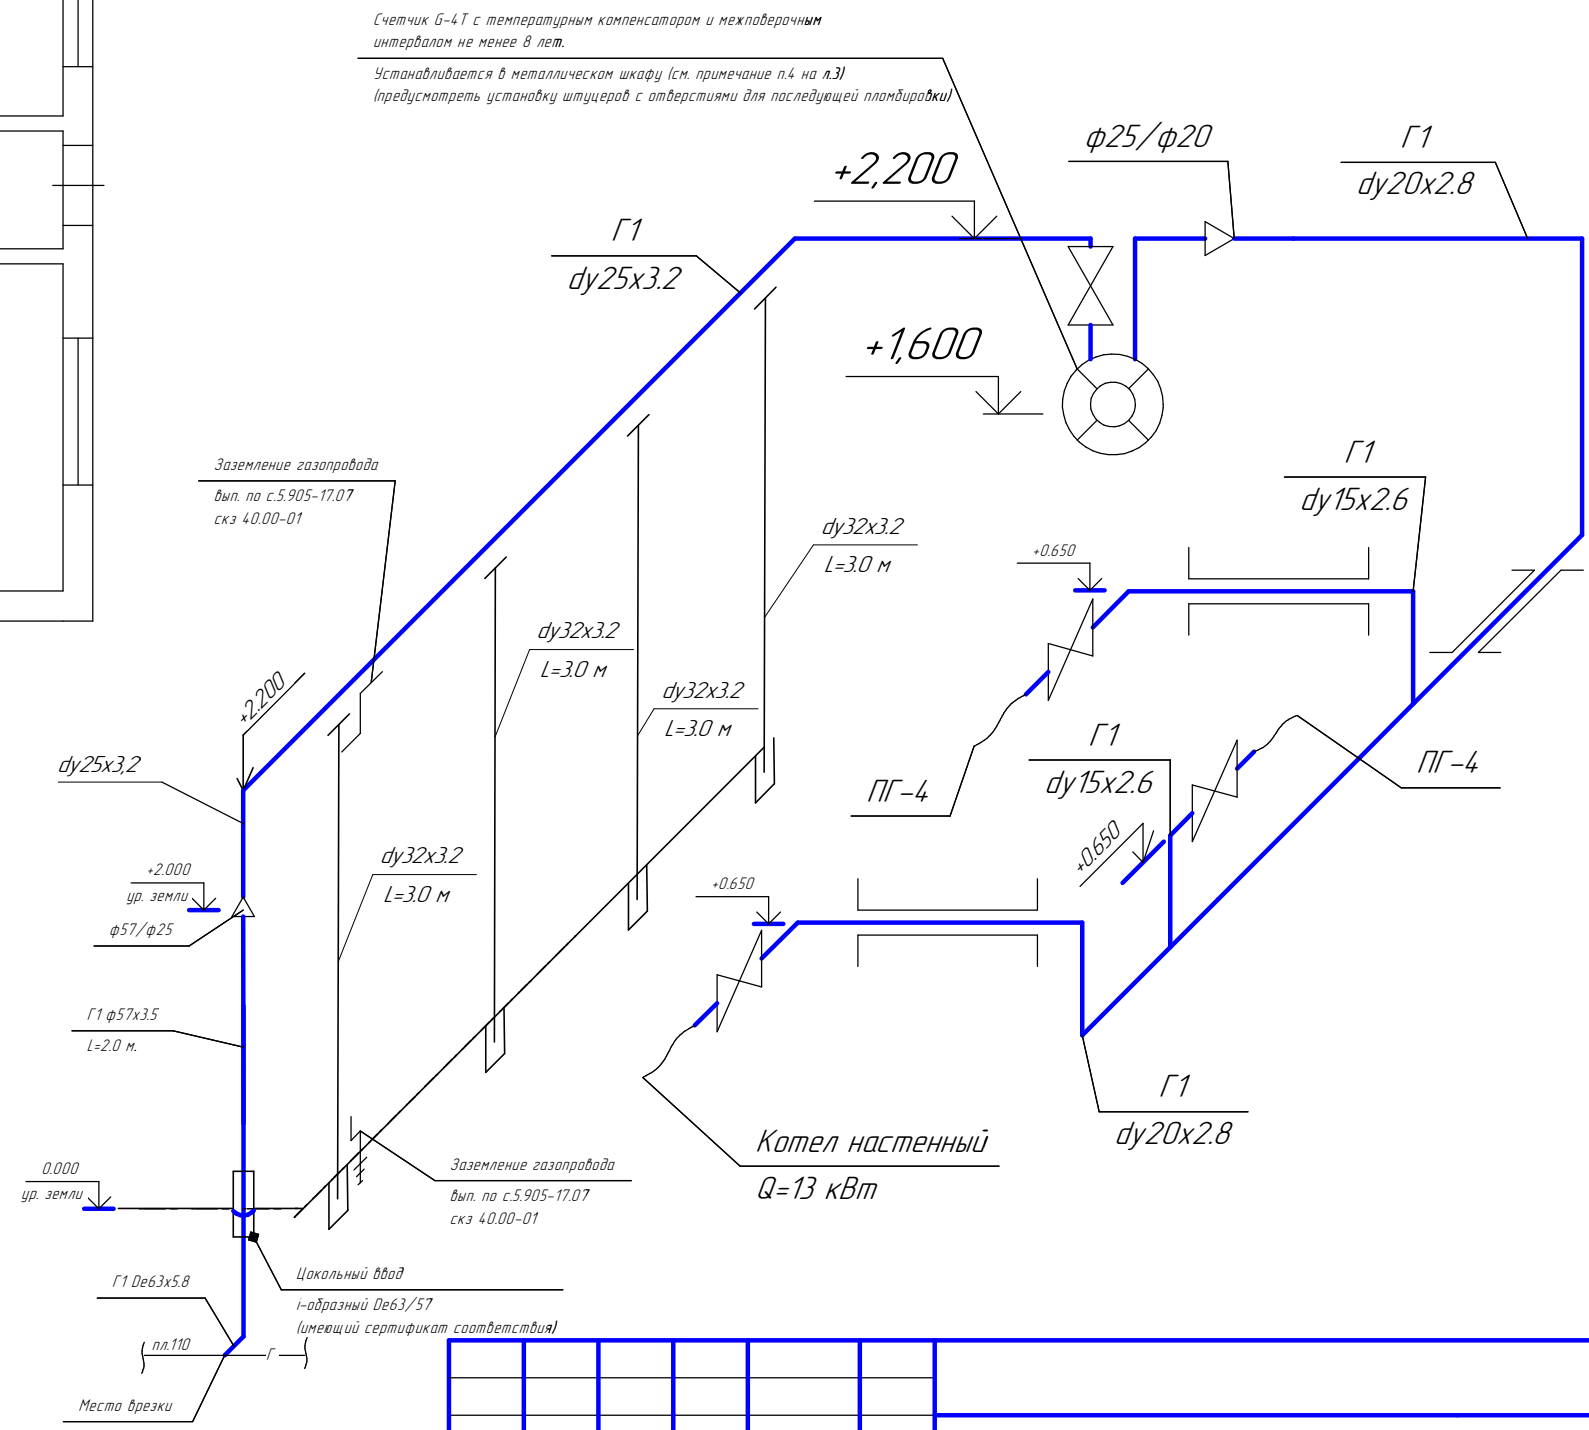 Счетчик G-4Т с температурным компенсатором и межповерочным
интервалом не менее 8 лет.
Устанавливается в металлическом шкафу (см. примечание п.4 на л.3)
(предусмотреть установку штуцеров с отверстиями для последующей пломбировки)
ф25/ф20
Г1
dy20x2.8
+2,200
Г1
dy25x3.2
+1,600
Заземление газопровода
вып. по с.5.905-17.07
скз 40.00-01
Г1
dy15x2.6
dy32x3.2
L=3.0 м
+0.650
dy32x3.2
L=3.0 м
dy32x3.2
L=3.0 м
+2.200
dy25x3,2
Г1
dy15x2.6
ПГ-4
ПГ-4
+0.650
dy32x3.2
L=3.0 м
+2.000
ур. земли
+0.650
ф57/ф25
Г1 ф57x3.5
L=2.0 м.
Г1
dy20x2.8
Котел настенный
Q=13 кВт
0.000
ур. земли
Заземление газопровода
вып. по с.5.905-17.07
скз 40.00-01
Г1 De63x5.8
Цокольный ввод
i-образный De63/57
(имеющий сертификат соответствия)
пл.110
Г
Место врезки